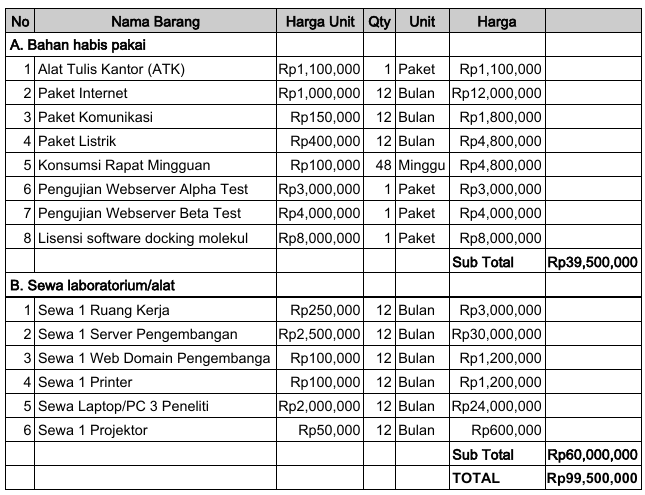 No Nama Barang Harga Unit Qty Unit Harga
A. Bahan habis pakai
1 Alat Tulis Kantor (ATK) Rp1,100,000 1 Paket Rp1,100,000
2 Paket Internet Rp1,000,000 12 Bulan Rp12,000,000
3 Paket Komunikasi Rp150,000 12 Bulan Rp1,800,000
4 Paket Listrik Rp400,000 12 Bulan Rp4,800,000
5 Konsumsi Rapat Mingguan Rp100,000 48 Minggu Rp4,800,000
6 Pengujian Webserver Alpha Test Rp3,000,000 1 Paket Rp3,000,000
7 Pengujian Webserver Beta Test Rp4,000,000 1 Paket Rp4,000,000
8 Lisensi software docking molekul Rp8,000,000 1 Paket Rp8,000,000
Sub Total Rp39,500,000
B. Sewa laboratorium/alat
1 Sewa 1 Ruang Kerja Rp250,000 12 Bulan Rp3,000,000
2 Sewa 1 Server Pengembangan Rp2,500,000 12 Bulan Rp30,000,000
3 Sewa 1 Web Domain Pengembanga Rp100,000 12 Bulan Rp1,200,000
4 Sewa 1 Printer Rp100,000 12 Bulan Rp1,200,000
5 Sewa Laptop/PC 3 Peneliti Rp2,000,000 12 Bulan Rp24,000,000
6 Sewa 1 Projektor Rp50,000 12 Bulan Rp600,000
Sub Total Rp60,000,000
TOTAL Rp99,500,000